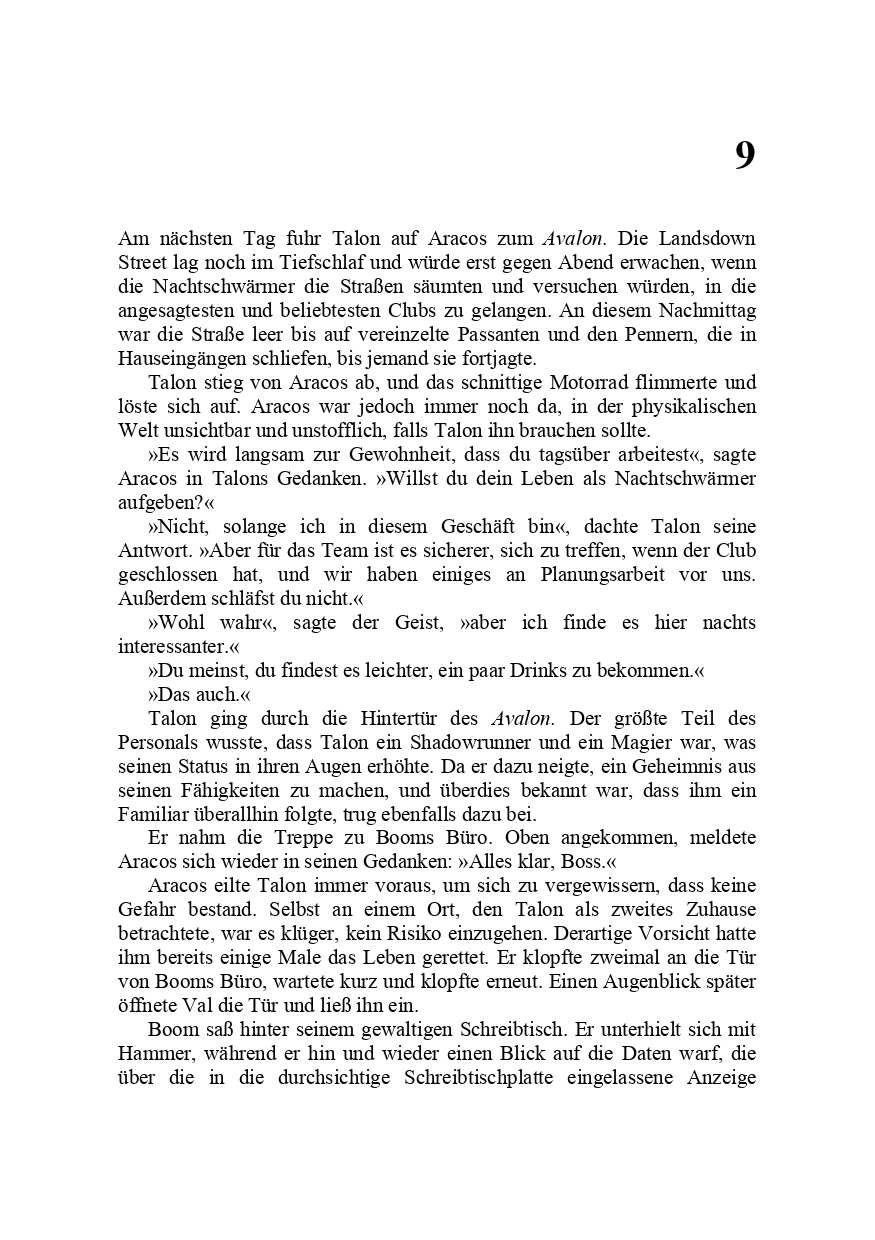 9
Am nächsten Tag fuhr Talon auf Aracos zum Avalon. Die Landsdown
Street lag noch im Tiefschlaf und würde erst gegen Abend erwachen, wenn
die Nachtschwärmer die Straßen säumten und versuchen würden, in die
angesagtesten und beliebtesten Clubs zu gelangen. An diesem Nachmittag
war die Straße leer bis auf vereinzelte Passanten und den Pennern, die in
Hauseingängen schliefen, bis jemand sie fortjagte.
Talon stieg von Aracos ab, und das schnittige Motorrad flimmerte und
löste sich auf. Aracos war jedoch immer noch da, in der physikalischen
Welt unsichtbar und unstofflich, falls Talon ihn brauchen sollte.
»Es wird langsam zur Gewohnheit, dass du tagsüber arbeitest«, sagte
Aracos in Talons Gedanken. »Willst du dein Leben als Nachtschwärmer
aufgeben?«
»Nicht, solange ich in diesem Geschäft bin«, dachte Talon seine
Antwort. »Aber für das Team ist es sicherer, sich zu treffen, wenn der Club
geschlossen hat, und wir haben einiges an Planungsarbeit vor uns.
Außerdem schläfst du nicht.«
»Wohl wahr«, sagte der Geist, »aber ich finde es hier nachts
interessanter.«
»Du meinst, du findest es leichter, ein paar Drinks zu bekommen.«
»Das auch.«
Talon ging durch die Hintertür des Avalon. Der größte Teil des
Personals wusste, dass Talon ein Shadowrunner und ein Magier war, was
seinen Status in ihren Augen erhöhte. Da er dazu neigte, ein Geheimnis aus
seinen Fähigkeiten zu machen, und überdies bekannt war, dass ihm ein
Familiar überallhin folgte, trug ebenfalls dazu bei.
Er nahm die Treppe zu Booms Büro. Oben angekommen, meldete
Aracos sich wieder in seinen Gedanken: »Alles klar, Boss.«
Aracos eilte Talon immer voraus, um sich zu vergewissern, dass keine
Gefahr bestand. Selbst an einem Ort, den Talon als zweites Zuhause
betrachtete, war es klüger, kein Risiko einzugehen. Derartige Vorsicht hatte
ihm bereits einige Male das Leben gerettet. Er klopfte zweimal an die Tür
von Booms Büro, wartete kurz und klopfte erneut. Einen Augenblick später
öffnete Val die Tür und ließ ihn ein.
Boom saß hinter seinem gewaltigen Schreibtisch. Er unterhielt sich mit
Hammer, während er hin und wieder einen Blick auf die Daten warf, die
über die in die durchsichtige Schreibtischplatte eingelassene Anzeige